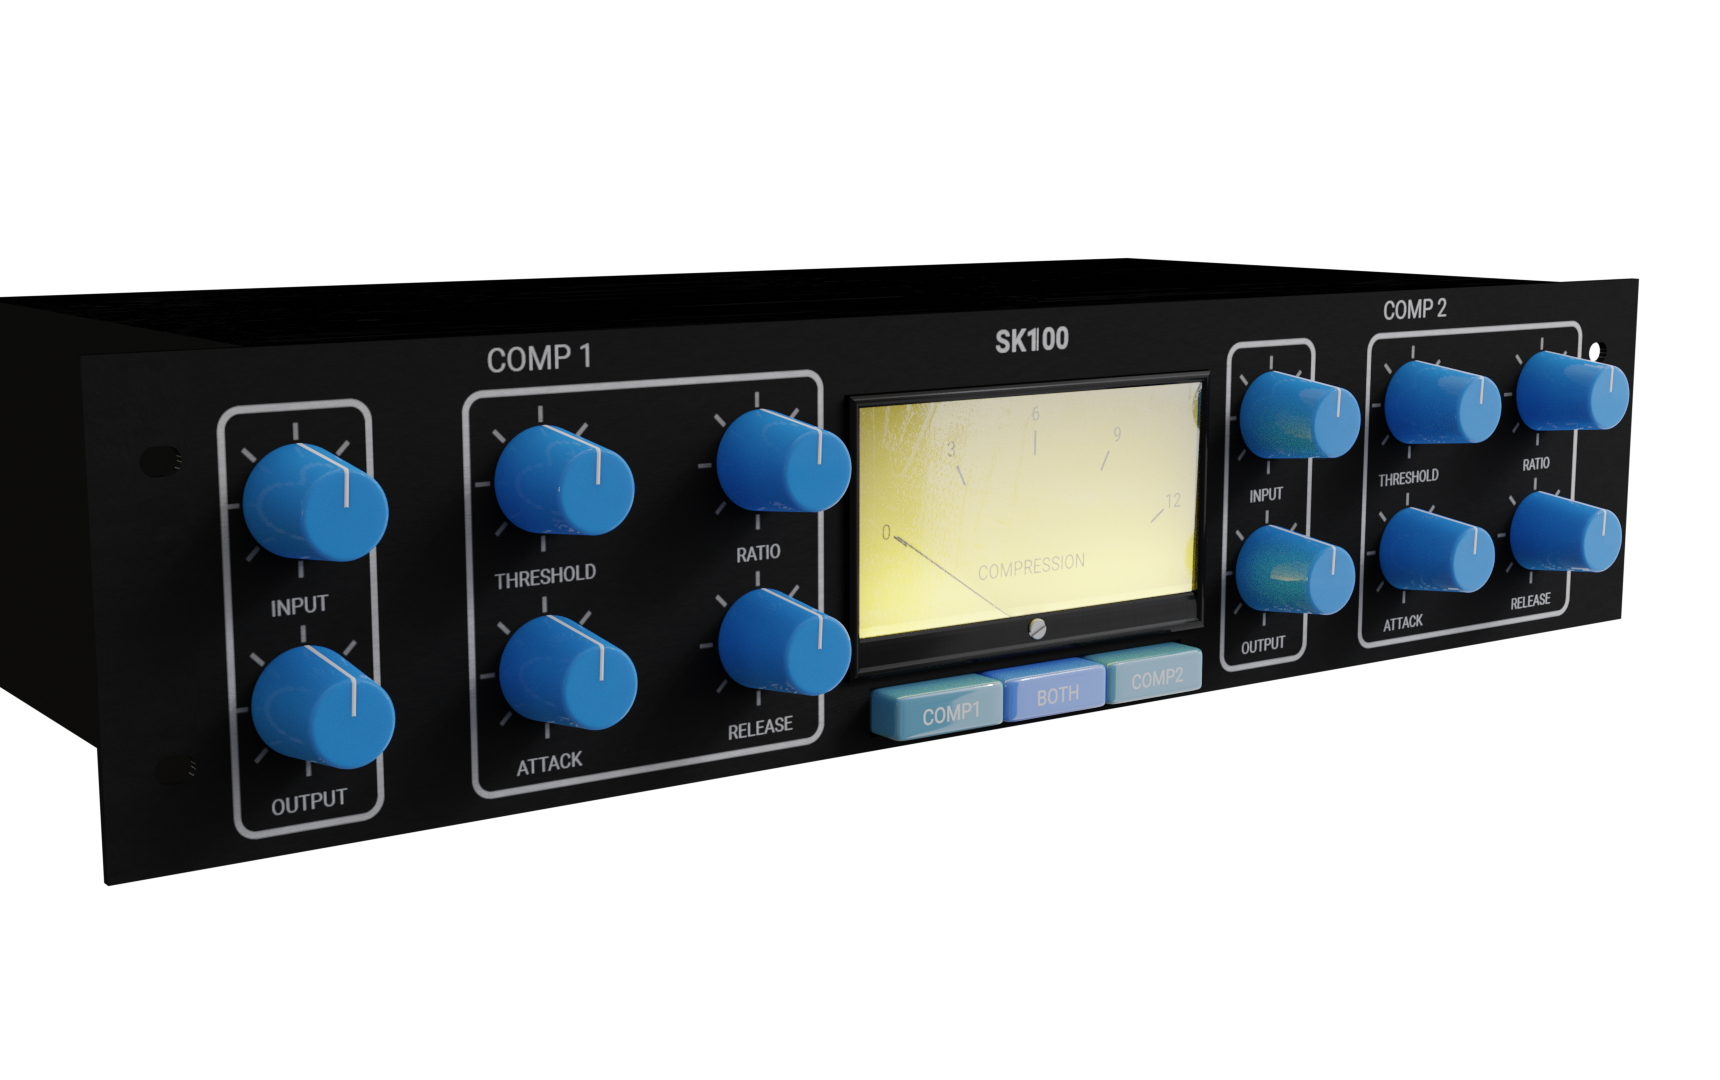 COMP 1
INPUT
OUTPUT
THRESHOLD
RATIO
ATTACK
RELEASE
SK100
0
3
6
9
12
COMPRESSION
COMP1
BOTH
COMP2
COMP 2
INPUT
OUTPUT
THRESHOLD
RATIO
ATTACK
RELEASE